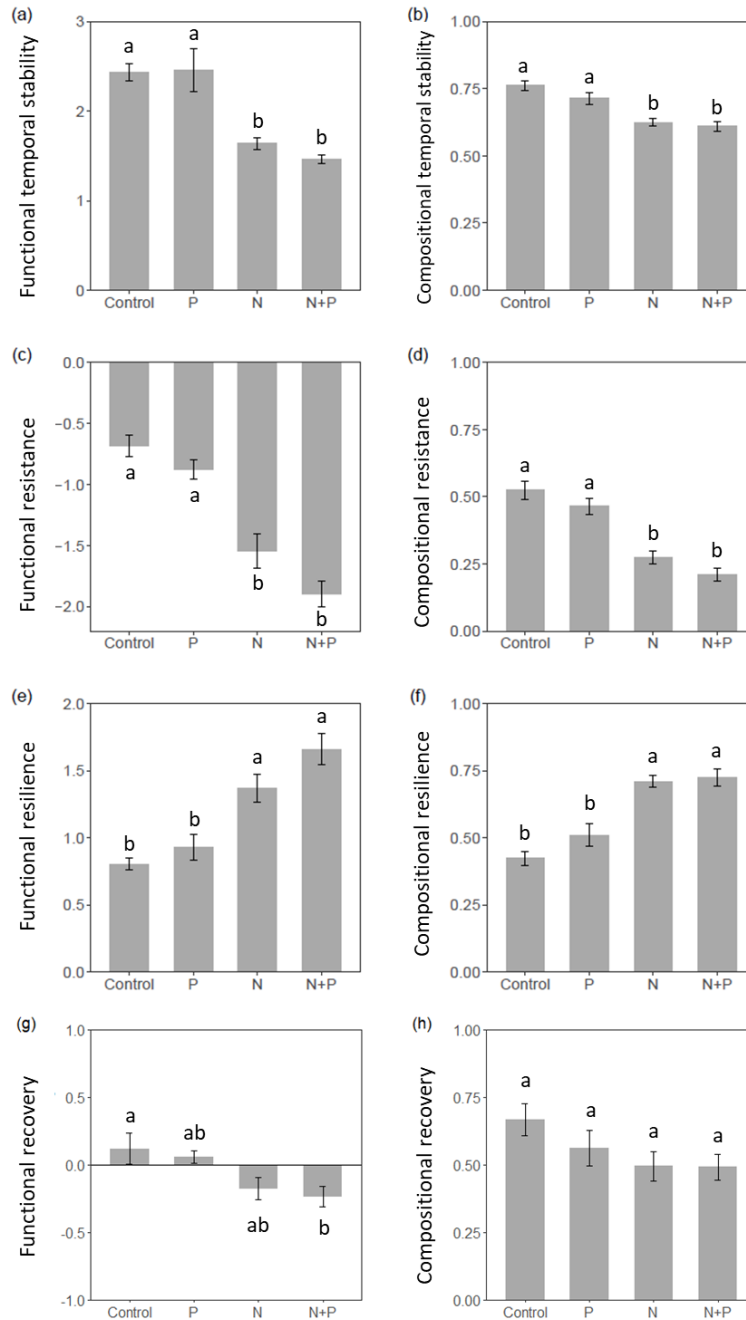 (a)
Functional temporal stability
3
2
1
0
a
a
b
b
Control P N N+P
(b)
Compositional temporal stability
1.00
0.75
0.50
0.25
0.00
a
a
b
b
Control P N N+P
(c)
Functional resistance
0.0
−0.5
−1.0
−1.5
−2.0
a
a
b
b
Control P N N+P
(d)
Compositional resistance
1.00
0.75
0.50
0.25
0.00
a
a
b
b
Control P N N+P
(e)
Functional resilience
2.0
1.5
1.0
0.5
0.0
b
b
a
a
Control P N N+P
(f)
Compositional resilience
1.00
0.75
0.50
0.25
0.00
b
b
a
a
Control P N N+P
(g)
Functional recovery
1.0
0.5
0.0
-0.5
-1.0
a
ab
ab
b
Control P N N+P
(h)
Compositional recovery
1.00
0.75
0.50
0.25
0.00
a
a
a
a
Control P N N+P